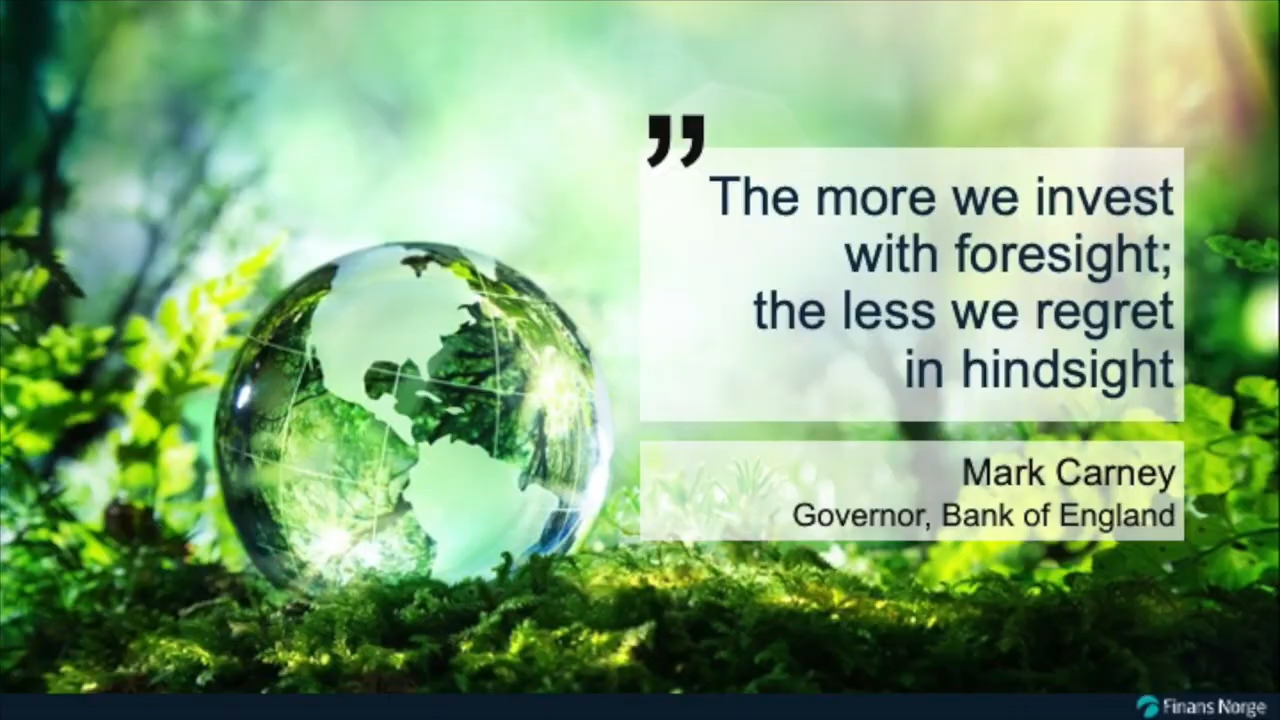 ”
The more we invest
with foresight;
the less we regret
in hindsight
Mark Carney
Governor, Bank of England
Finans Norge